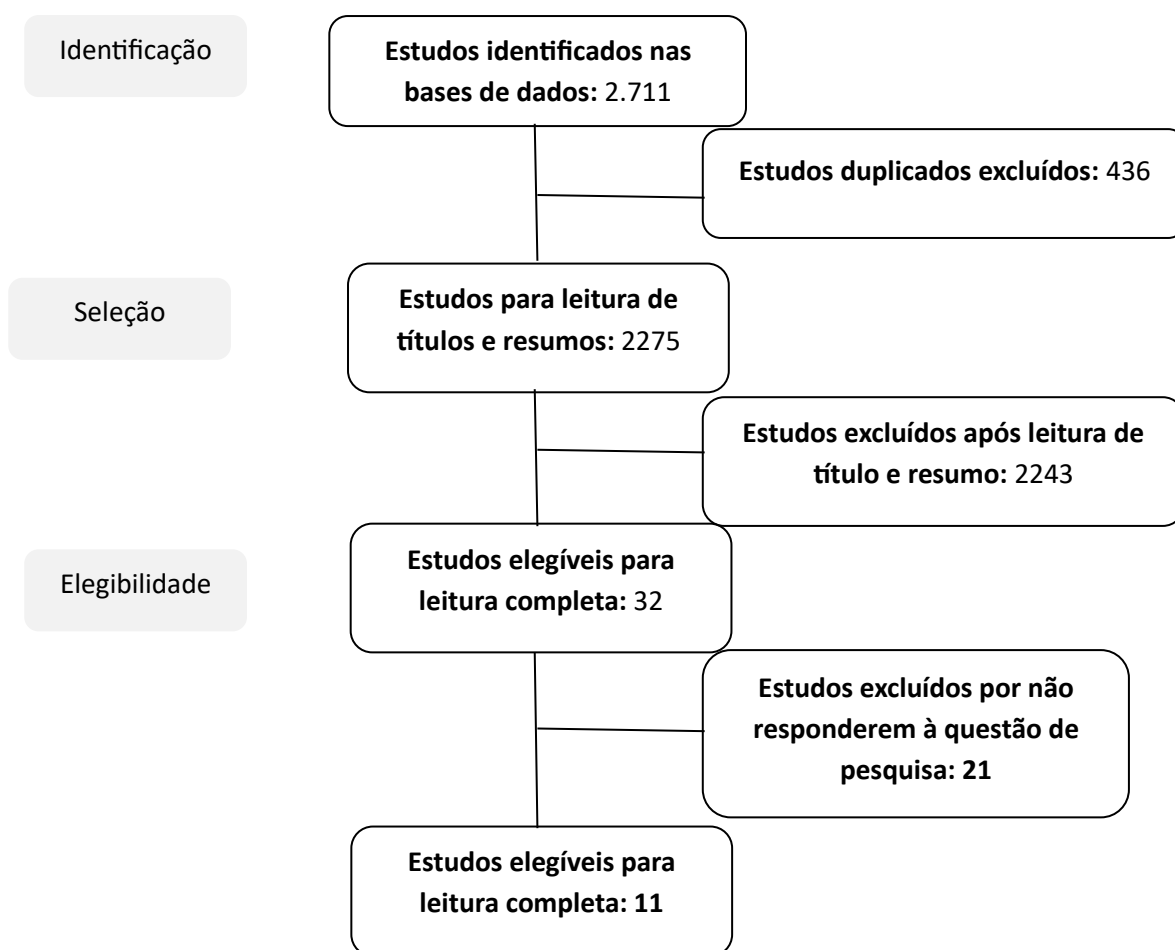 Identificação
Estudos identificados nas
bases de dados: 2.711
Estudos duplicados excluídos: 436
Seleção
Estudos para leitura de
títulos e resumos: 2275
Estudos excluídos após leitura de
título e resumo: 2243
Elegibilidade
Estudos elegíveis para
leitura completa: 32
Estudos excluídos por não
responderem à questão de
pesquisa: 21
Estudos elegíveis para
leitura completa: 11